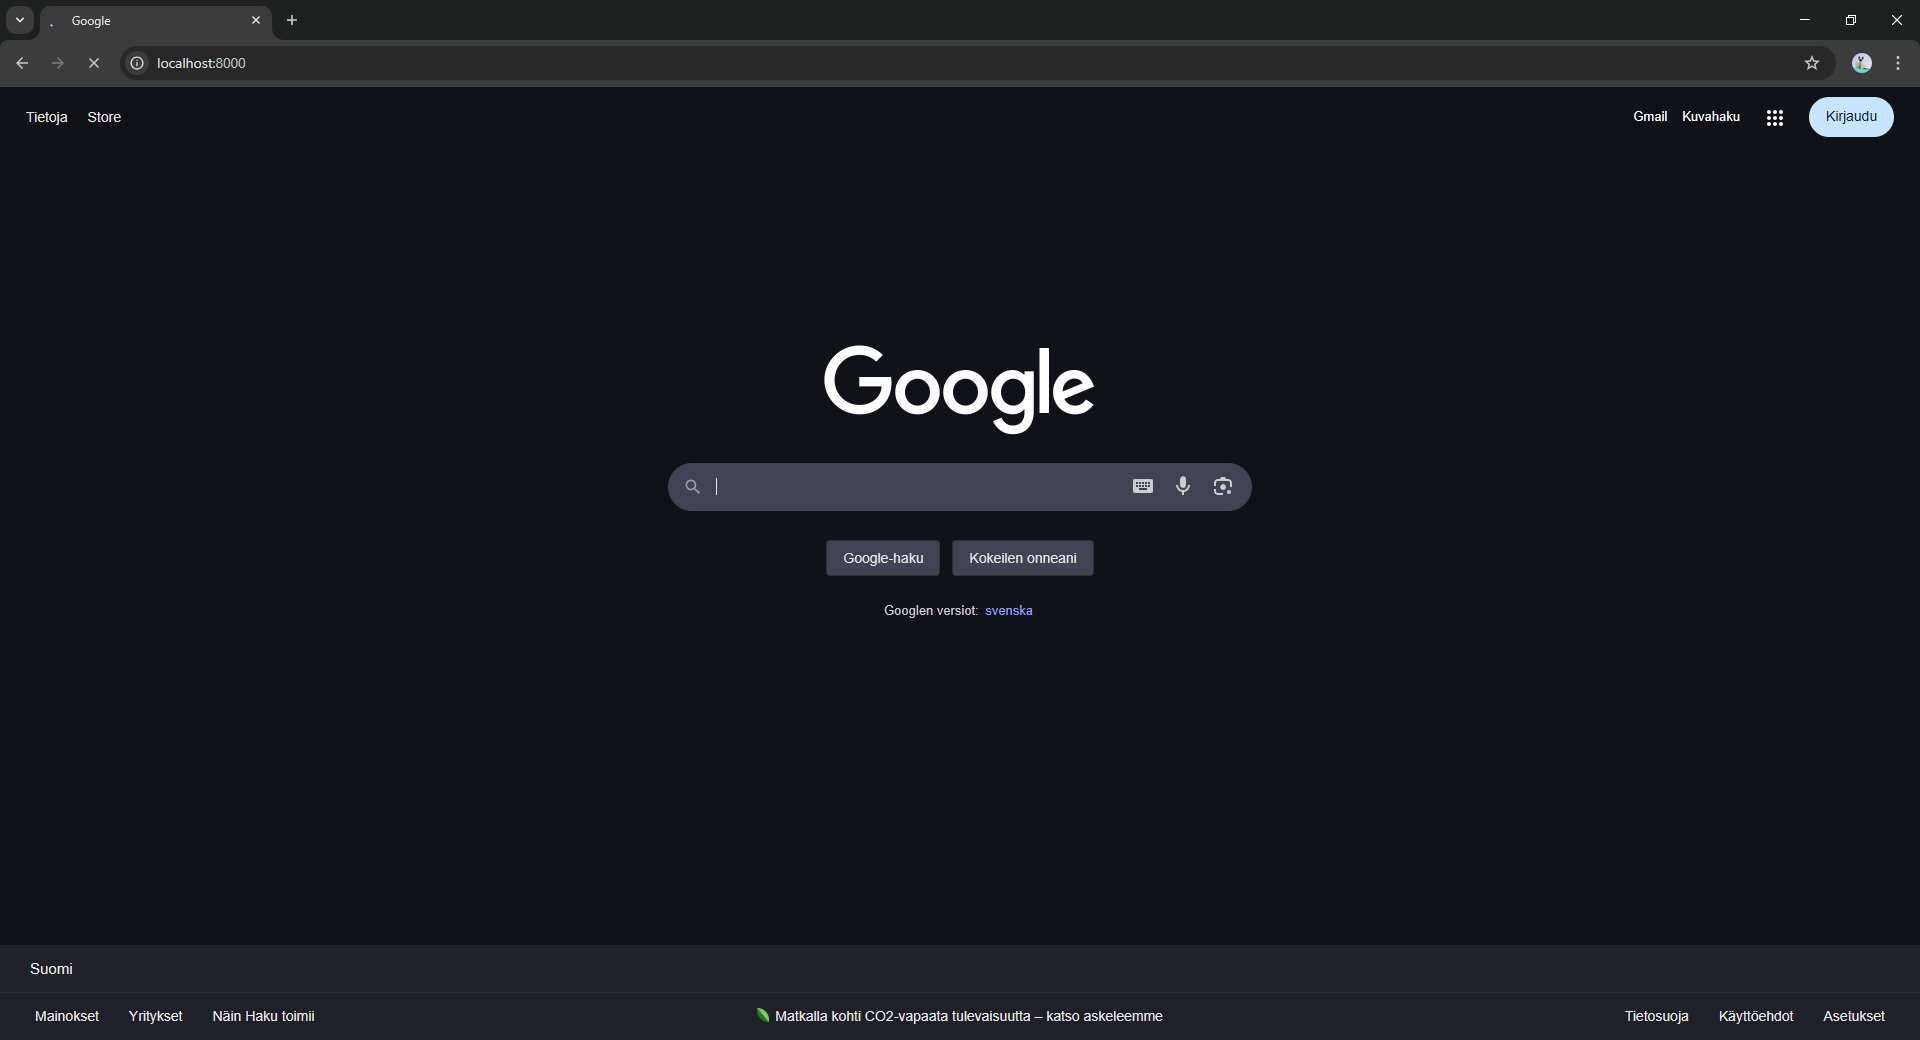 Google
localhost:8000
Tietoja Store
Gmail Kuvahaku Kirjaudu
Google
Google-haku Kokeilen onneani
Googlen versiot: svenska
Suomi
Mainokset Yritykset Näin Haku toimii
Matkalla kohti CO2-vapaata tulevaisuutta – katso askeleemme
Tietosuoja Käyttöehdot Asetukset